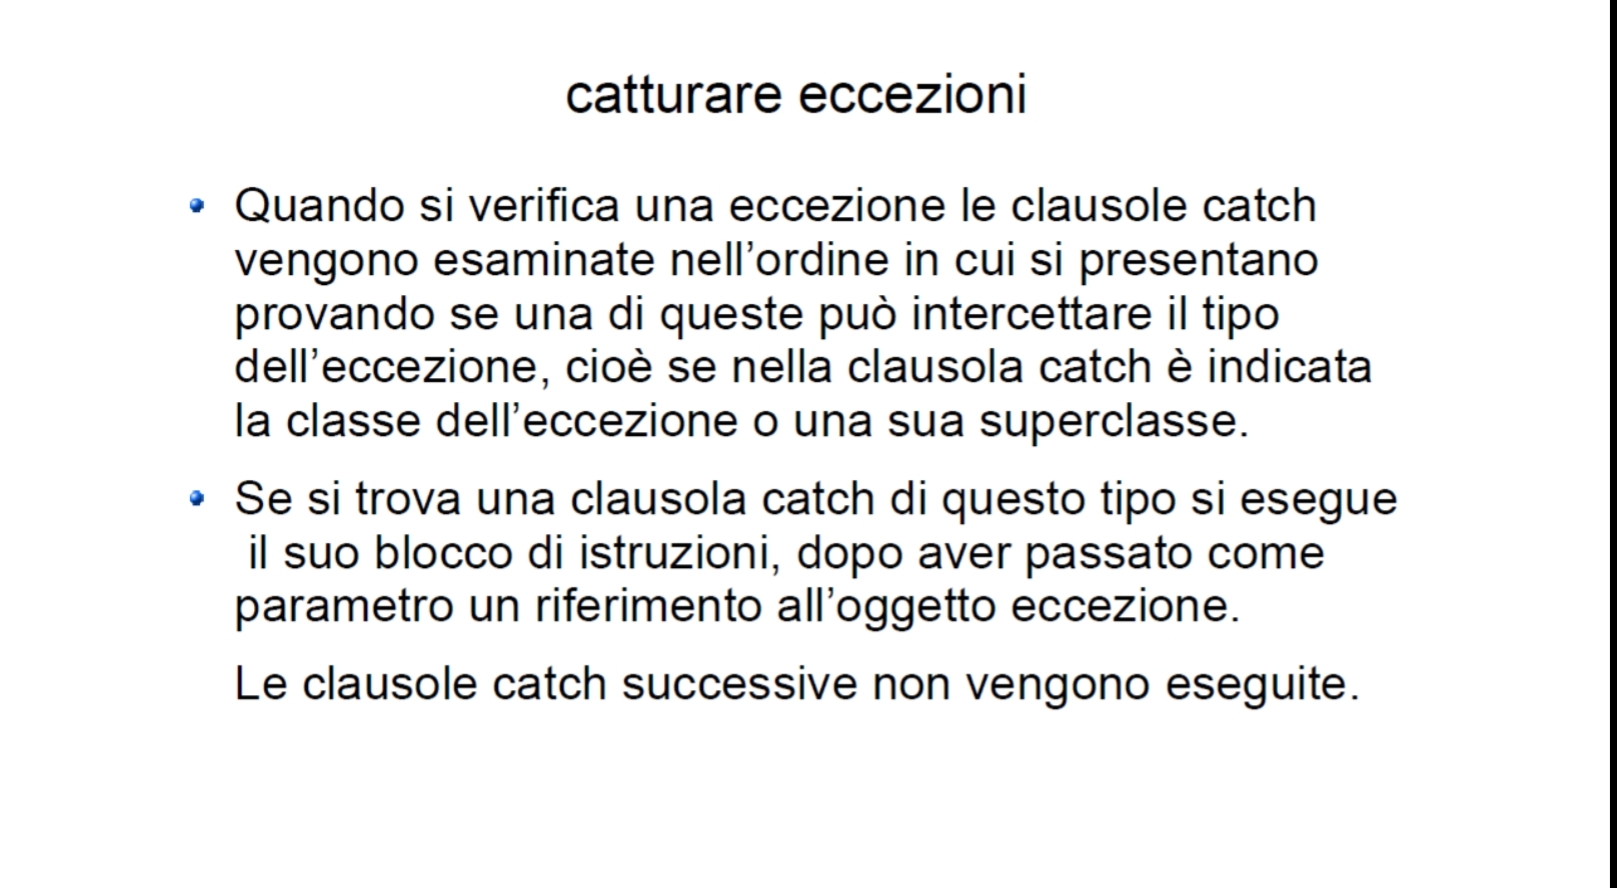 catturare eccezioni
Quando si verifica una eccezione le clausole catch
vengono esaminate nell’ordine in cui si presentano
provando se una di queste può intercettare il tipo
dell’eccezione, cioè se nella clausola catch è indicata
la classe dell’eccezione o una sua superclasse.
Se si trova una clausola catch di questo tipo si esegue
il suo blocco di istruzioni, dopo aver passato come
parametro un riferimento all’oggetto eccezione.
Le clausole catch successive non vengono eseguite.